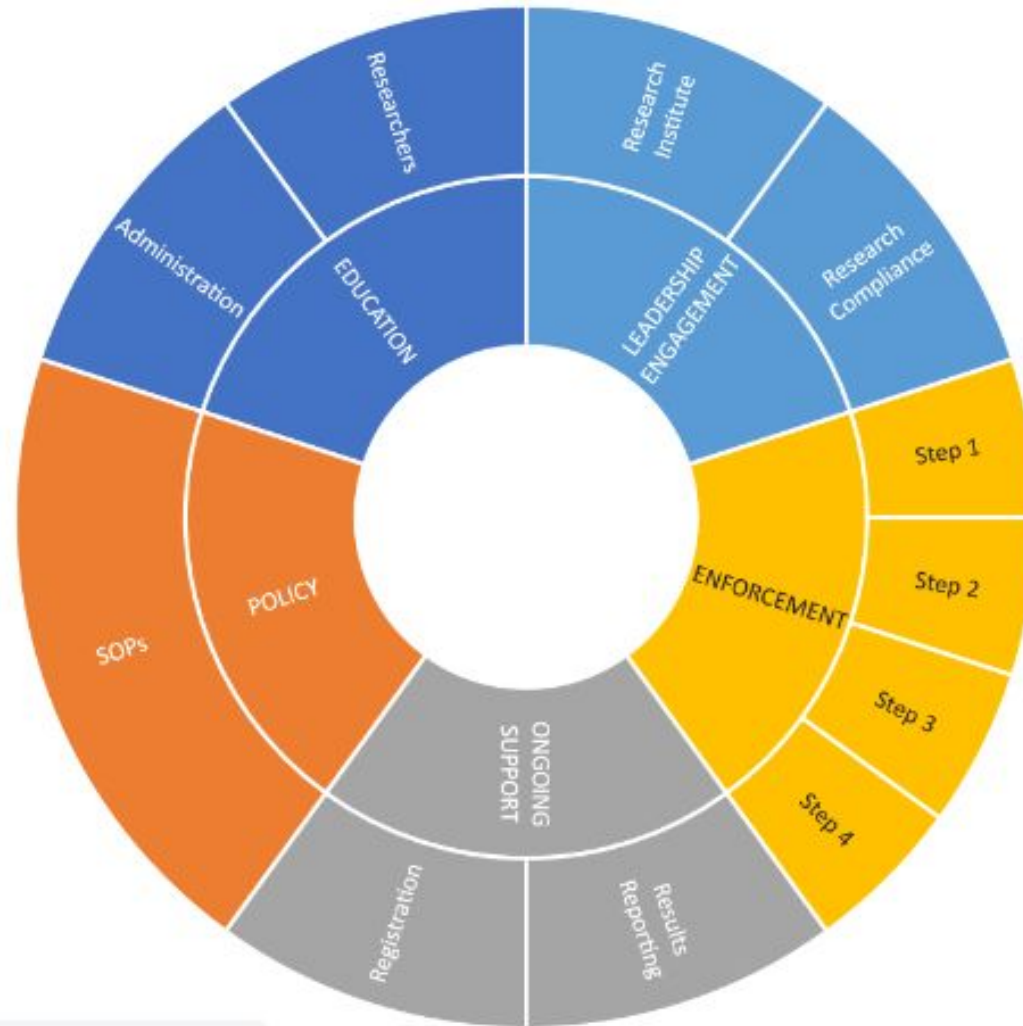 Research
Institute
Research
Compliance
LEADERSHIP
ENGAGEMENT
Step 1
Step 2
Step 3
Step 4
ENFORCEMENT
Results
Reporting
Registration
ONGOING
SUPPORT
SOPs
POLICY
Administration
Researchers
EDUCATION